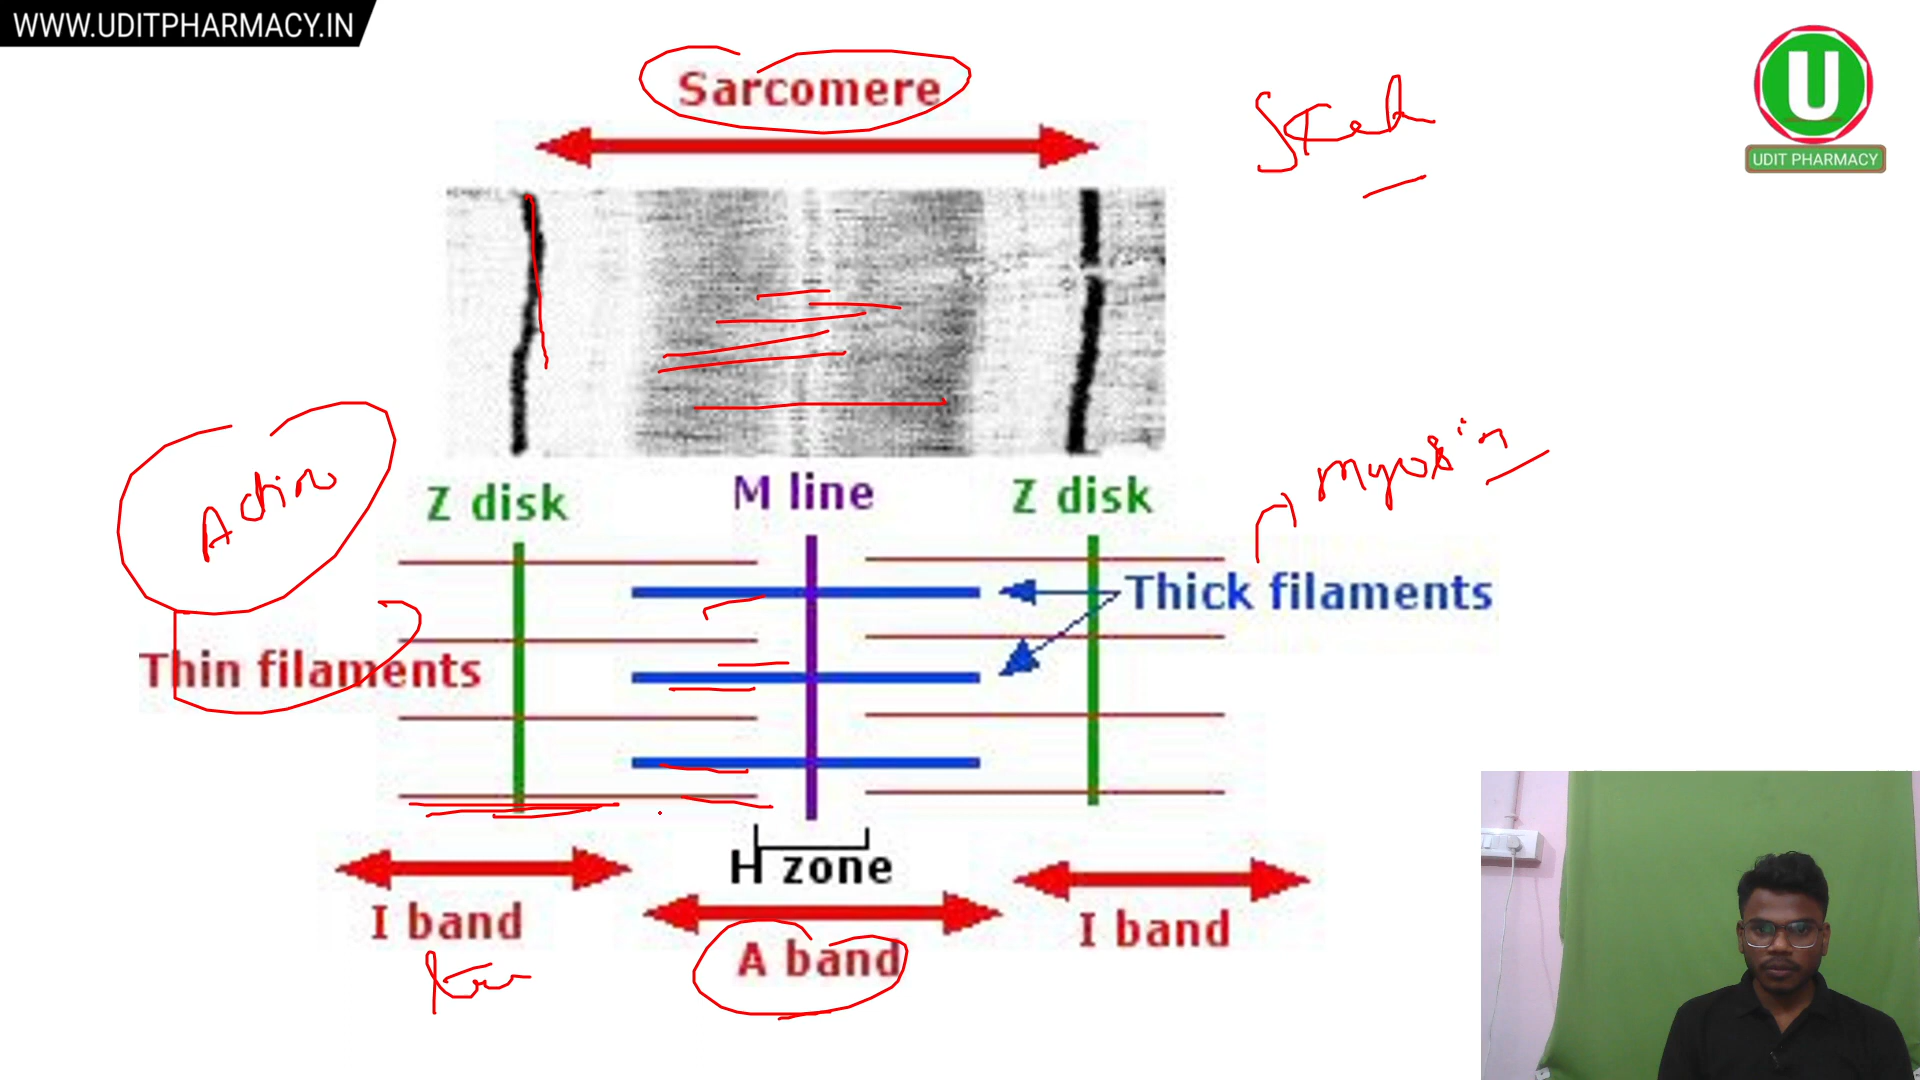 WWW.UDITPHARMACY.IN
U
UDIT PHARMACY
Sarcomere
Actin
myosin
Z disk
M line
Z disk
Thick filaments
Thin filaments
H zone
I band
A band
I band